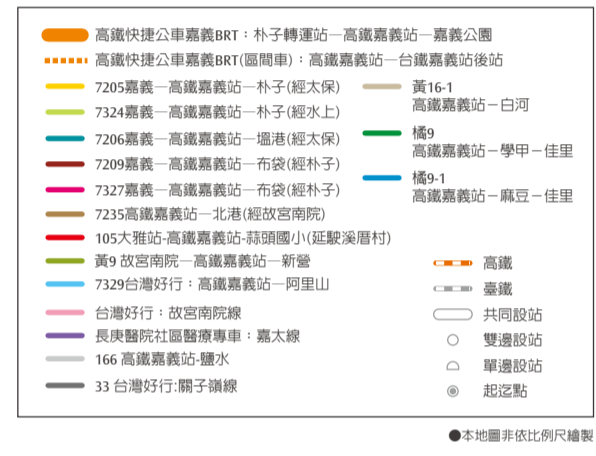 高鐵快捷公車嘉義BRT：朴子轉運站—高鐵嘉義站—嘉義公園
高鐵快捷公車嘉義BRT(區間車)：高鐵嘉義站—台鐵嘉義站後站
7205嘉義—高鐵嘉義站—朴子(經太保)
7324嘉義—高鐵嘉義站—朴子(經水上)
7206嘉義—高鐵嘉義站—塭港(經太保)
7209嘉義—高鐵嘉義站—布袋(經朴子)
7327嘉義—高鐵嘉義站—布袋(經朴子)
7235高鐵嘉義站—北港(經故宮南院)
105大雅站-高鐵嘉義站-蒜頭國小(延駛溪厝村)
黃9 故宮南院—高鐵嘉義站—新營
7329台灣好行：高鐵嘉義站—阿里山
台灣好行：故宮南院線
長庚醫院社區醫療專車：嘉太線
166 高鐵嘉義站-鹽水
33 台灣好行:關子嶺線
黃16-1
高鐵嘉義站－白河
橘9
高鐵嘉義站－學甲－佳里
橘9-1
高鐵嘉義站－麻豆－佳里
高鐵
臺鐵
共同設站
雙邊設站
單邊設站
起迄點
●本地圖非依比例尺繪製